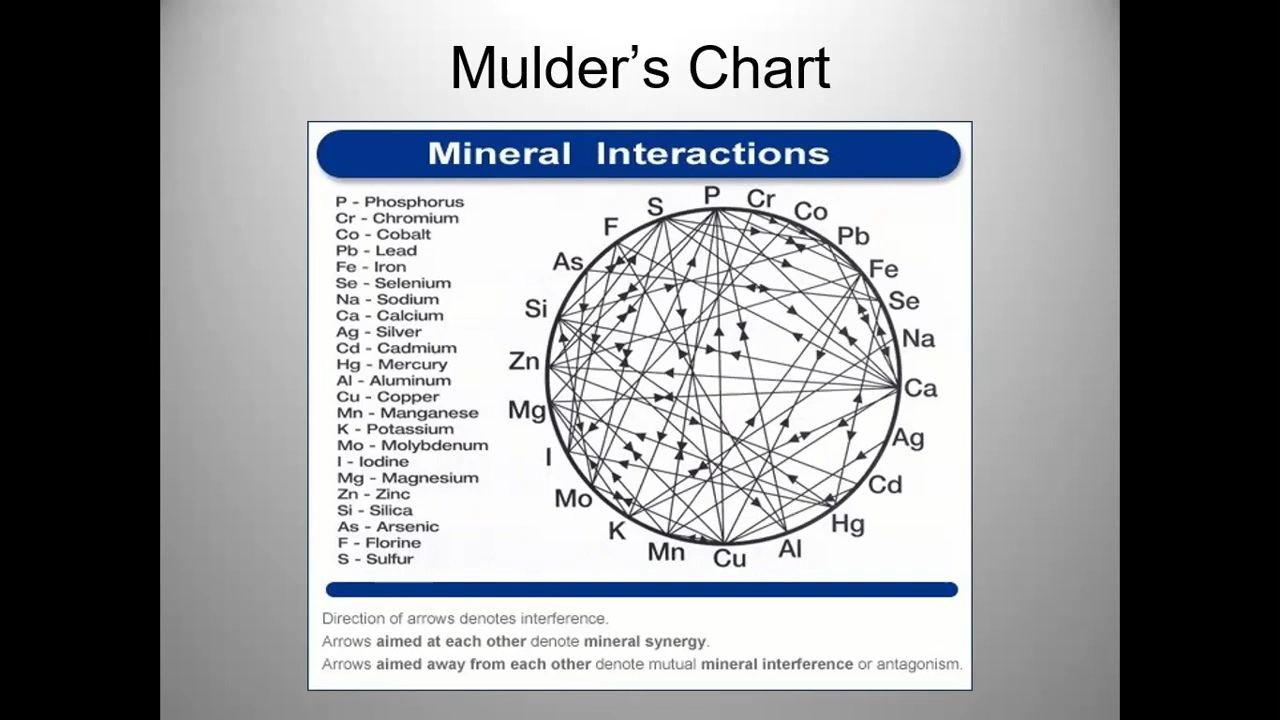 Mulder’s Chart
Mineral Interactions
P - Phosphorus
Cr - Chromium
Co - Cobalt
Pb - Lead
Fe - Iron
Se - Selenium
Na - Sodium
Ca - Calcium
Ag - Silver
Cd - Cadmium
Hg - Mercury
Al - Aluminum
Cu - Copper
Mn - Manganese
K - Potassium
Mo - Molybdenum
I - Iodine
Mg - Magnesium
Zn - Zinc
Si - Silica
As - Arsenic
F - Florine
S - Sulfur
P
Cr
Co
Pb
Fe
Se
Na
Ca
Ag
Cd
Hg
Al
Cu
Mn
K
Mo
I
Mg
Zn
Si
As
F
S
Direction of arrows denotes interference.
Arrows aimed at each other denote mineral synergy.
Arrows aimed away from each other denote mutual mineral interference or antagonism.